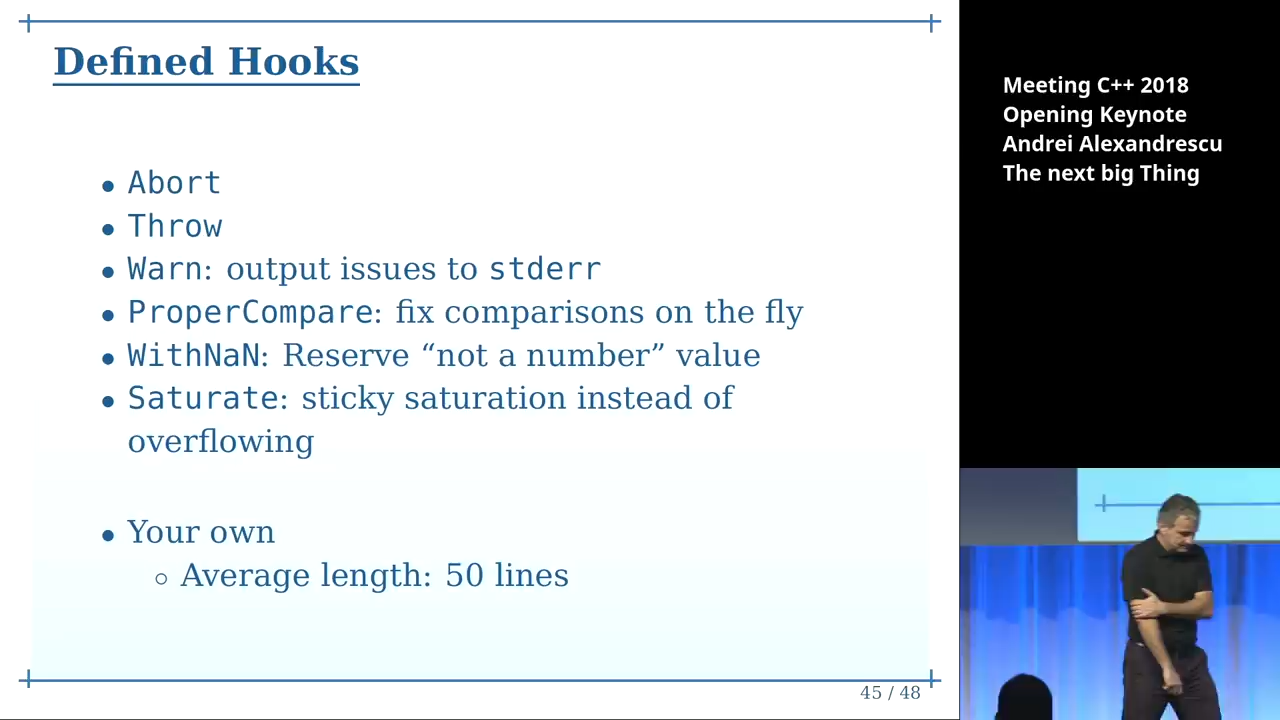 Defined Hooks
• Abort
• Throw
• Warn: output issues to stderr
• ProperCompare: fix comparisons on the fly
• WithNaN: Reserve “not a number” value
• Saturate: sticky saturation instead of
overflowing
• Your own
○ Average length: 50 lines
45 / 48
Meeting C++ 2018
Opening Keynote
Andrei Alexandrescu
The next big Thing